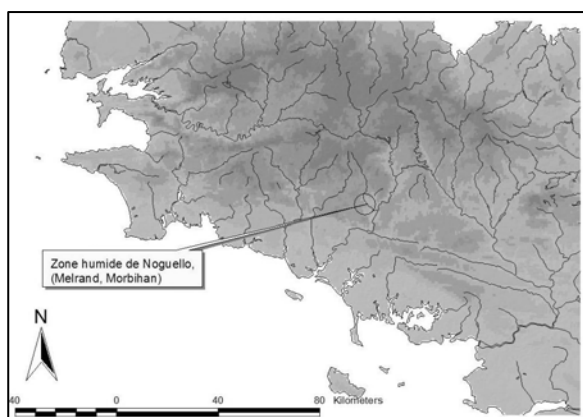 Zone humide de Noguello,
(Melrand, Morbihan)
N
40 0 40 80 Kilometers